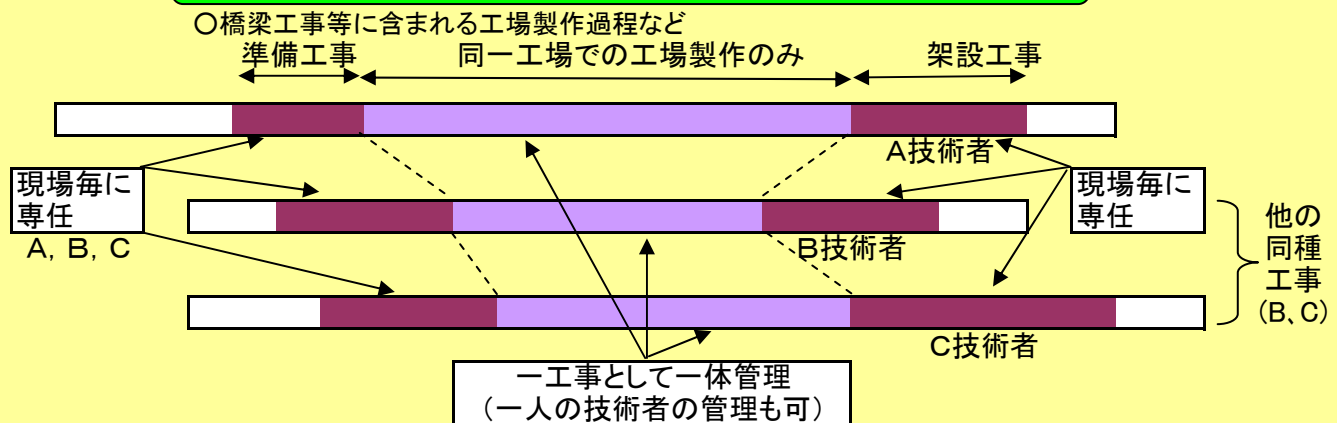 〇橋梁工事等に含まれる工場製作過程など
準備工事
同一工場での工場製作のみ
架設工事
A技術者
現場毎に
専任
A, B, C
現場毎に
専任
B技術者
他の
同種
工事
(B、C)
C技術者
一工事として一体管理
(一人の技術者の管理も可)